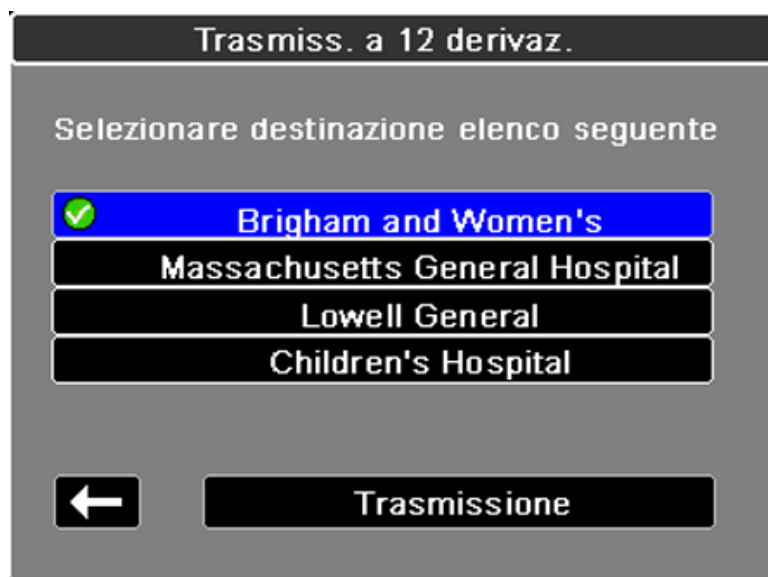 Trasmiss. a 12 derivaz.
Selezionare destinazione elenco seguente
Brigham and Women's
Massachusetts General Hospital
Lowell General
Children's Hospital
Trasmissione